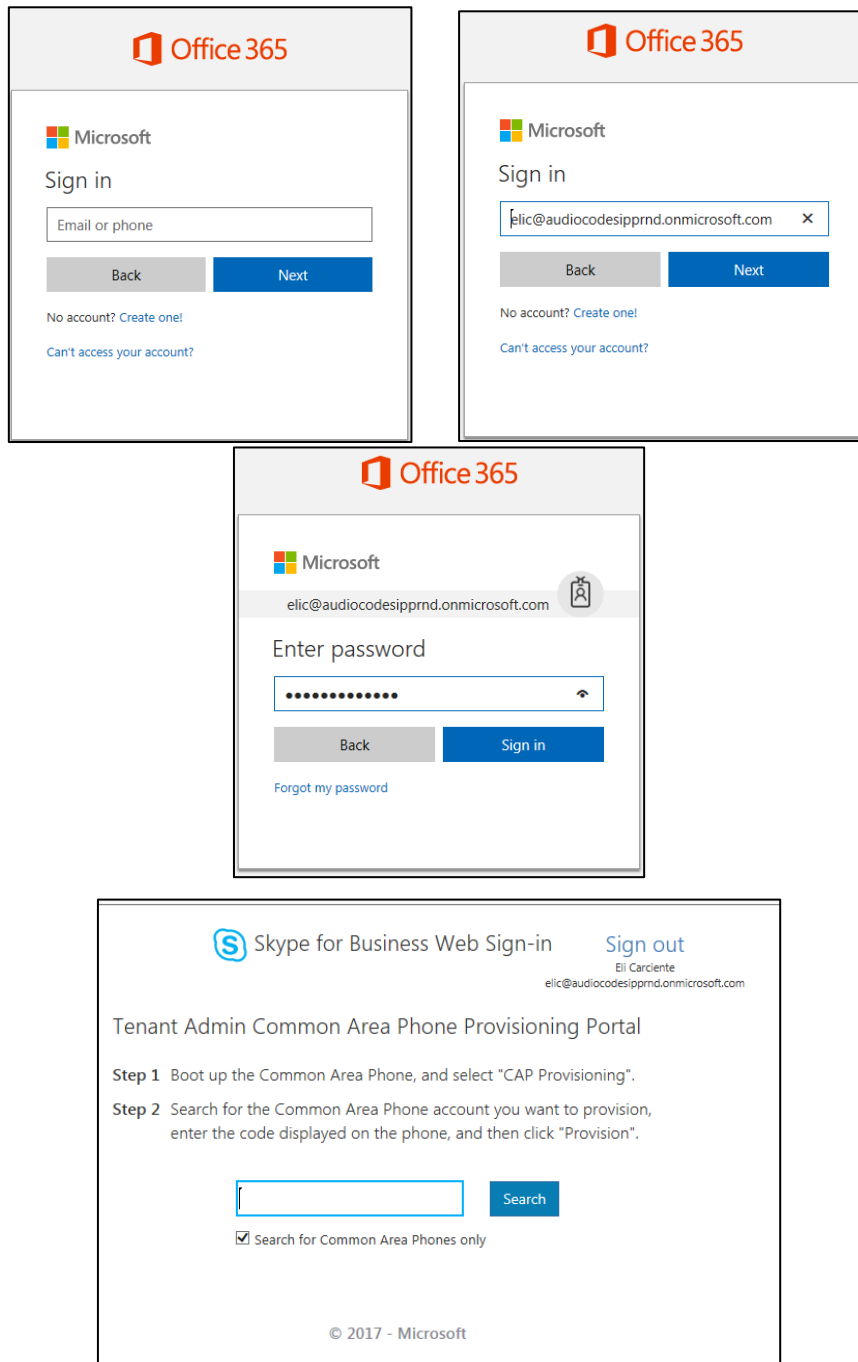 Office 365
Microsoft
Sign in
Email or phone
Back Next
No account? Create one!
Can't access your account?
Office 365
Microsoft
Sign in
elic@audiocodesipprnd.onmicrosoft.com
Back Next
No account? Create one!
Can't access your account?
Office 365
Microsoft
elic@audiocodesipprnd.onmicrosoft.com
Enter password
Back Sign in
Forgot my password
Skype for Business Web Sign-in Sign out
Eli Carciente
elic@audiocodesipprnd.onmicrosoft.com
Tenant Admin Common Area Phone Provisioning Portal
Step 1 Boot up the Common Area Phone, and select "CAP Provisioning".
Step 2 Search for the Common Area Phone account you want to provision,
enter the code displayed on the phone, and then click "Provision".
Search
Search for Common Area Phones only
© 2017 - Microsoft